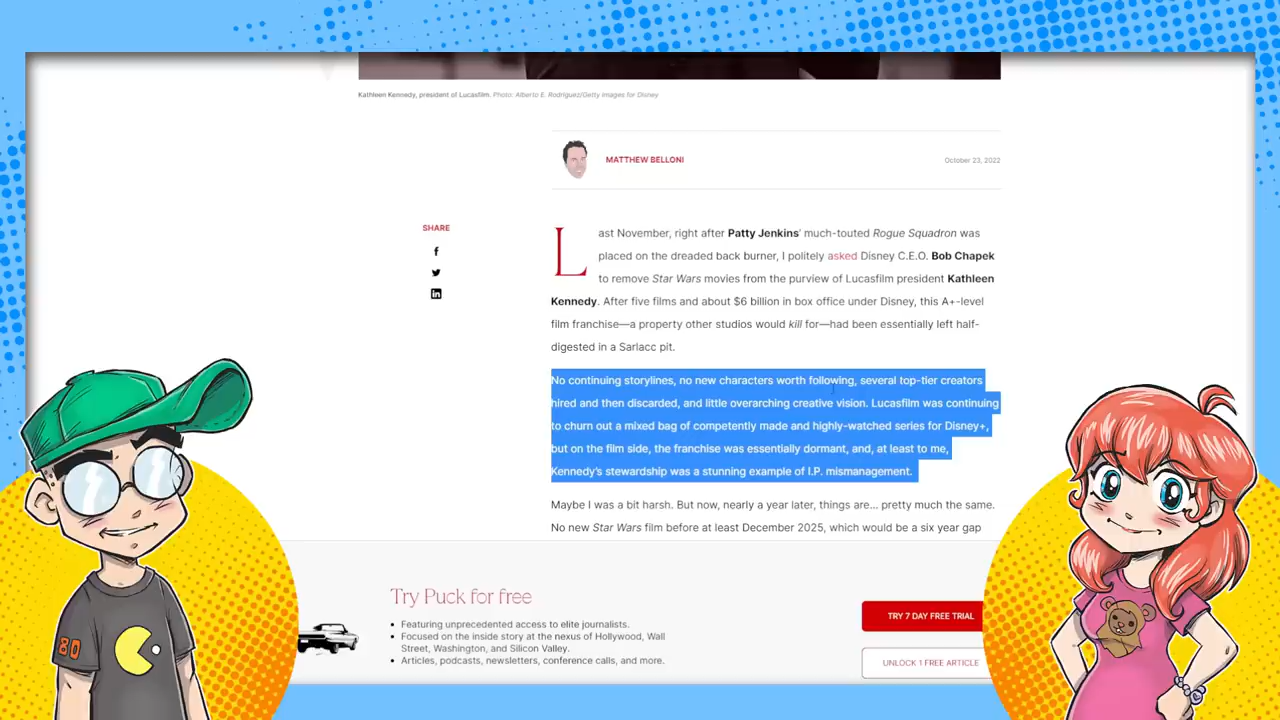 Kathleen Kennedy, president of Lucasfilm. Photo: Alberto E. Rodriguez/Getty Images for Disney
MATTHEW BELLONI
October 23, 2022
SHARE
Last November, right after Patty Jenkins' much-touted Rogue Squadron was
placed on the dreaded back burner, I politely asked Disney C.E.O. Bob Chapek
to remove Star Wars movies from the purview of Lucasfilm president Kathleen
Kennedy. After five films and about $6 billion in box office under Disney, this A+-level
film franchise—a property other studios would kill for—had been essentially left half-
digested in a Sarlacc pit.
No continuing storylines, no new characters worth following, several top-tier creators
hired and then discarded, and little overarching creative vision. Lucasfilm was continuing
to churn out a mixed bag of competently made and highly-watched series for Disney+,
but on the film side, the franchise was essentially dormant, and, at least to me,
Kennedy's stewardship was a stunning example of I.P. mismanagement.
Maybe I was a bit harsh. But now, nearly a year later, things are... pretty much the same.
No new Star Wars film before at least December 2025, which would be a six year gap
Try Puck for free
• Featuring unprecedented access to elite journalists.
• Focused on the inside story at the nexus of Hollywood, Wall
Street, Washington, and Silicon Valley.
• Articles, podcasts, newsletters, conference calls, and more.
TRY 7 DAY FREE TRIAL
UNLOCK 1 FREE ARTICLE
80